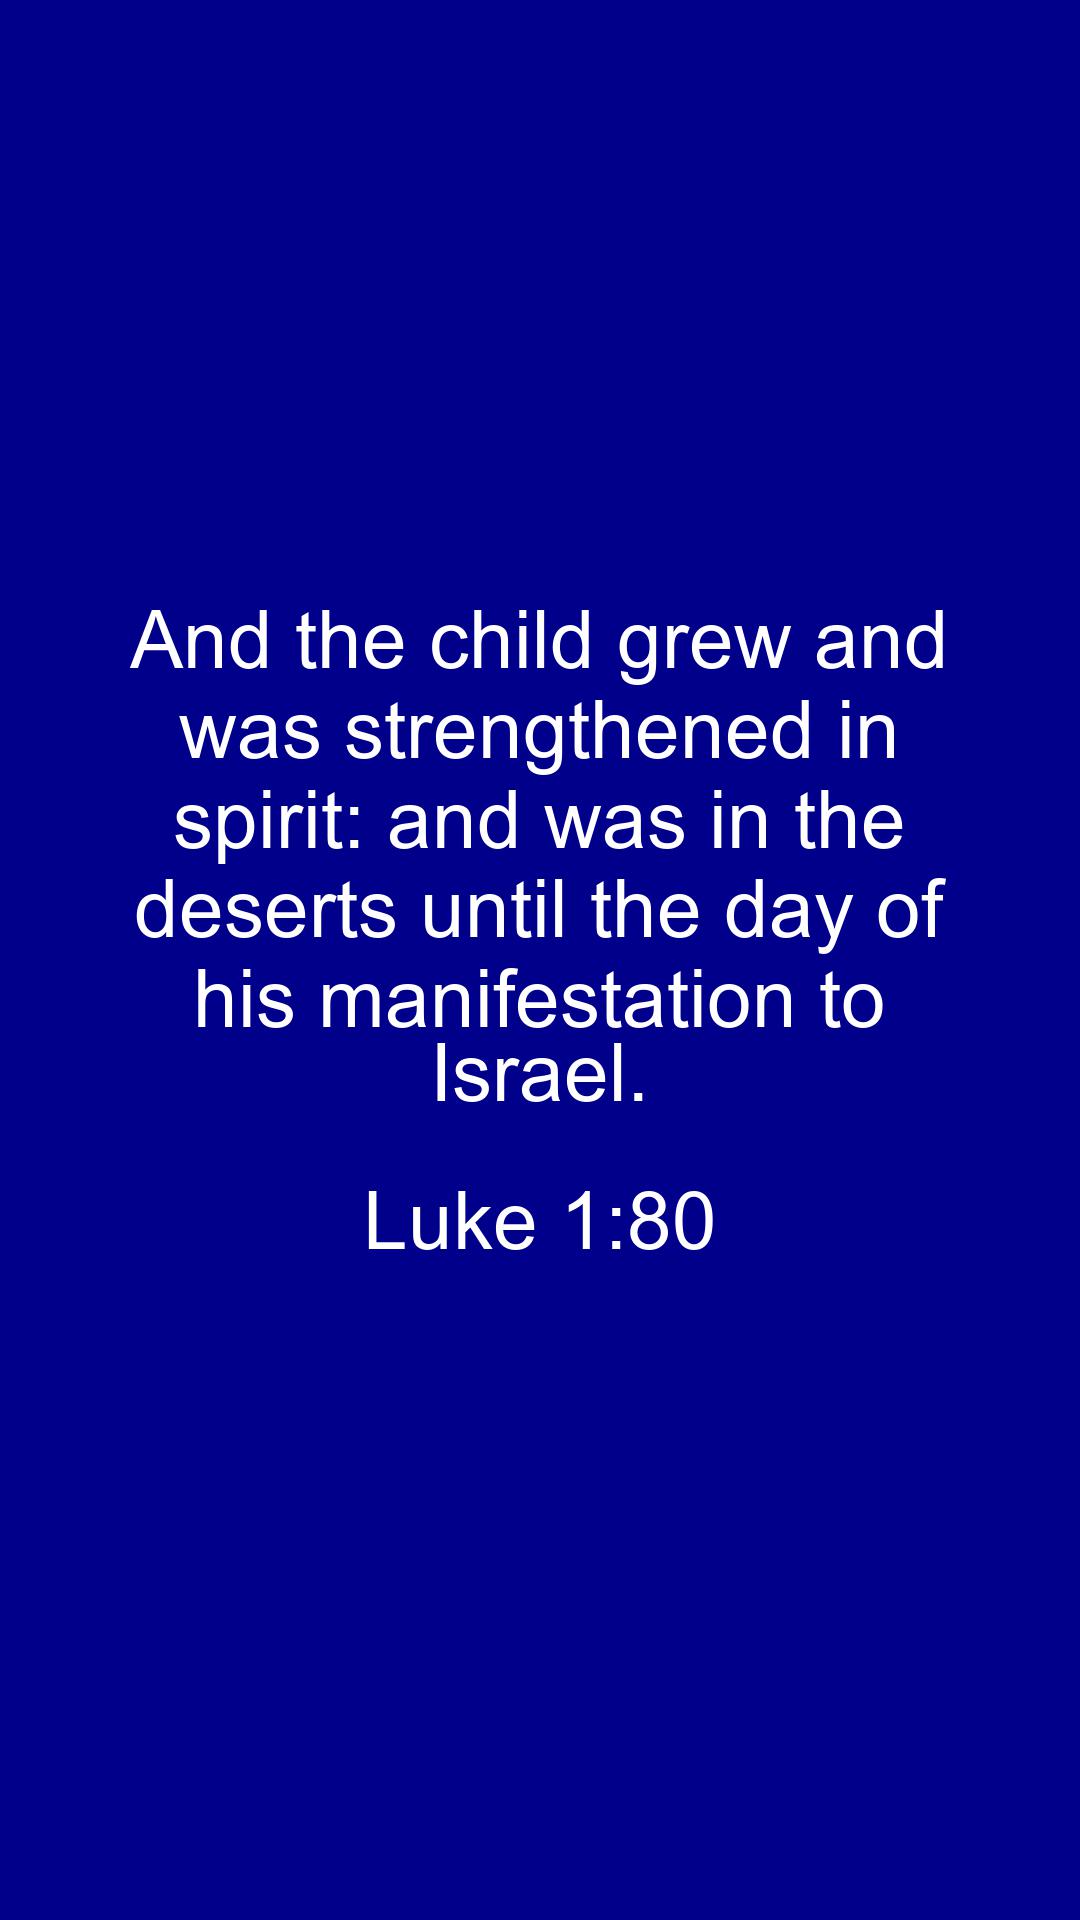 And the child grew and
was strengthened in
spirit: and was in the
deserts until the day of
his manifestation to
Israel.
Luke 1:80